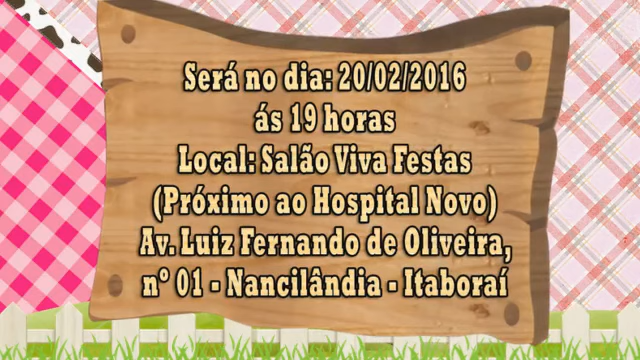 Será no dia: 20/02/2016
ás 19 horas
Local: Salão Viva Festas
(Próximo ao Hospital Novo)
Av. Luiz Fernando de Oliveira,
nº 01 - Nancilândia - Itaboraí